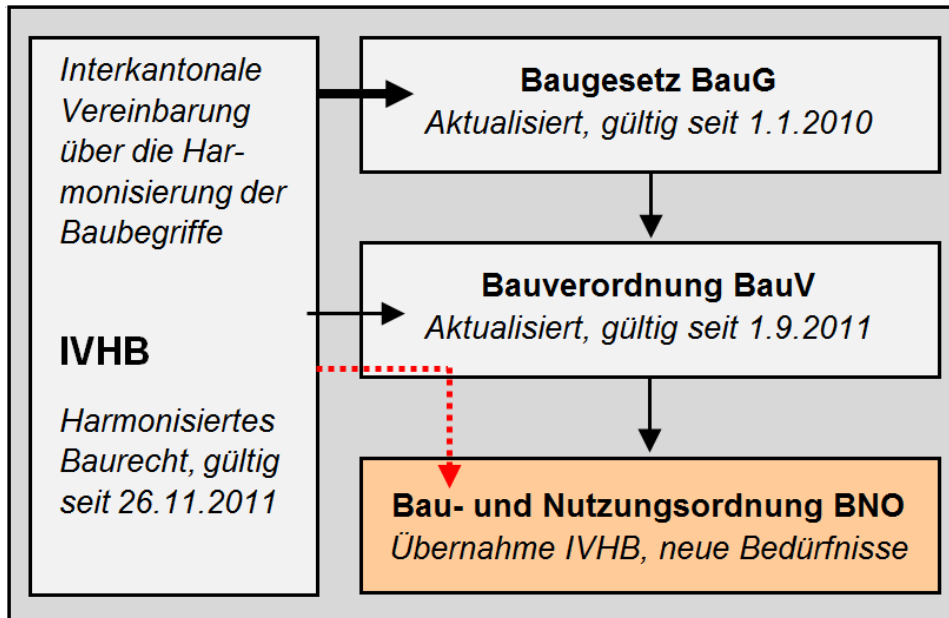 Interkantonale
Vereinbarung
über die Har-
monisierung der
Baubegriffe
IVHB
Harmonisiertes
Baurecht, gültig
seit 26.11.2011
Baugesetz BauG
Aktualisiert, gültig seit 1.1.2010
Bauverordnung BauV
Aktualisiert, gültig seit 1.9.2011
Bau- und Nutzungsordnung BNO
Übernahme IVHB, neue Bedürfnisse